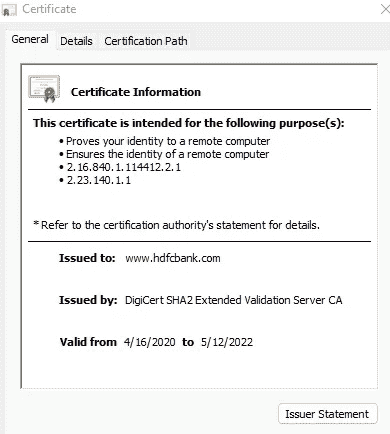 Certificate
General Details Certification Path
Certificate Information
This certificate is intended for the following purpose(s):
• Proves your identity to a remote computer
• Ensures the identity of a remote computer
• 2.16.840.1.114412.2.1
• 2.23.140.1.1
* Refer to the certification authority's statement for details.
Issued to: www.hdfcbank.com
Issued by: DigiCert SHA2 Extended Validation Server CA
Valid from 4/16/2020 to 5/12/2022
Issuer Statement